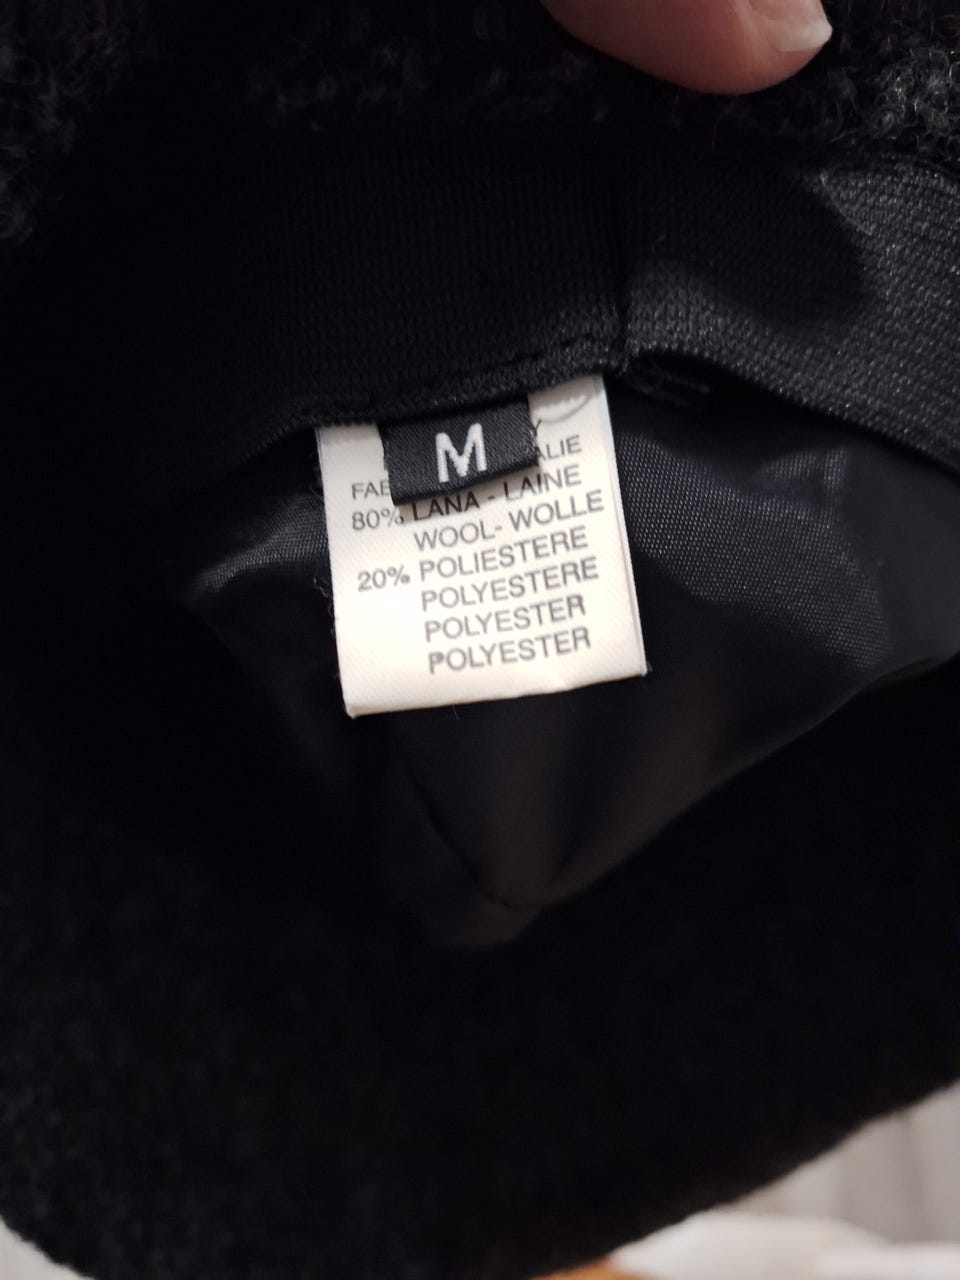 M
80% LANA - LAINE
WOOL- WOLLE
20% POLIESTERE
POLYESTERE
POLYESTER
POLYESTER